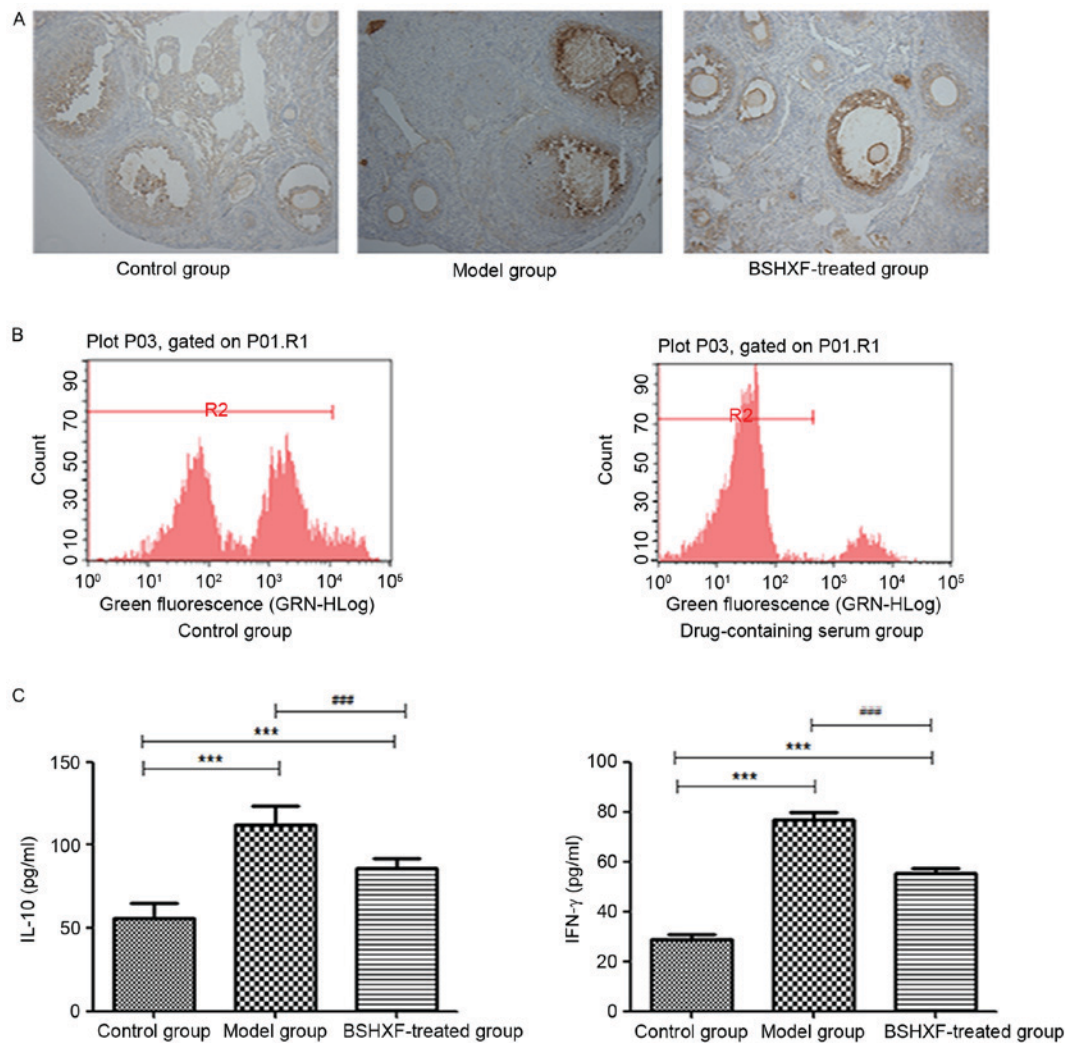 A
Control group
Model group
BSHXF-treated group
B
Plot P03, gated on P01.R1
90
70
50
30
0 10
Count
R2
10⁰ 10¹ 10² 10³ 10⁴ 10⁵
Green fluorescence (GRN-HLog)
Control group
Plot P03, gated on P01.R1
90
70
50
30
0 10
Count
R2
10⁰ 10¹ 10² 10³ 10⁴ 10⁵
Green fluorescence (GRN-HLog)
Drug-containing serum group
C
###
***
***
150
100
50
0
IL-10 (pg/ml)
Control group Model group BSHXF-treated group
###
***
***
100
80
60
40
20
0
IFN-γ (pg/ml)
Control group Model group BSHXF-treated group